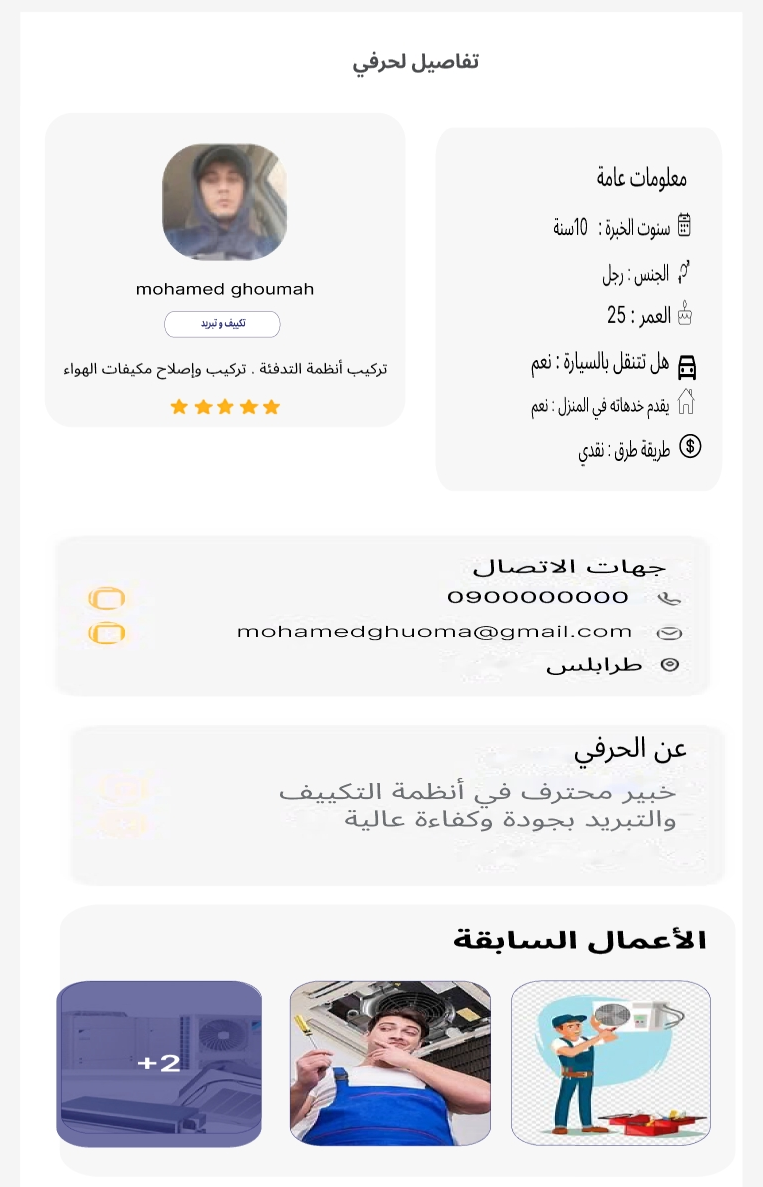 تفاصيل لحرفي
معلومات عامة
سنوت الخبرة : 10سنة
الجنس : رجل
العمر : 25
هل تتنقل بالسيارة : نعم
يقدم خدهاته في المنزل : نعم
طريقة طرق : نقدي
mohamed ghoumah
تكييف و تبريد
تركيب أنظمة التدفئة . تركيب وإصلاح مكيفات الهواء
جهات الاتصال
0900000000
mohamedghuoma@gmail.com
طرابلس
عن الحرفي
خبير محترف في أنظمة التكييف
والتبريد بجودة وكفاءة عالية
الأعمال السابقة
+2